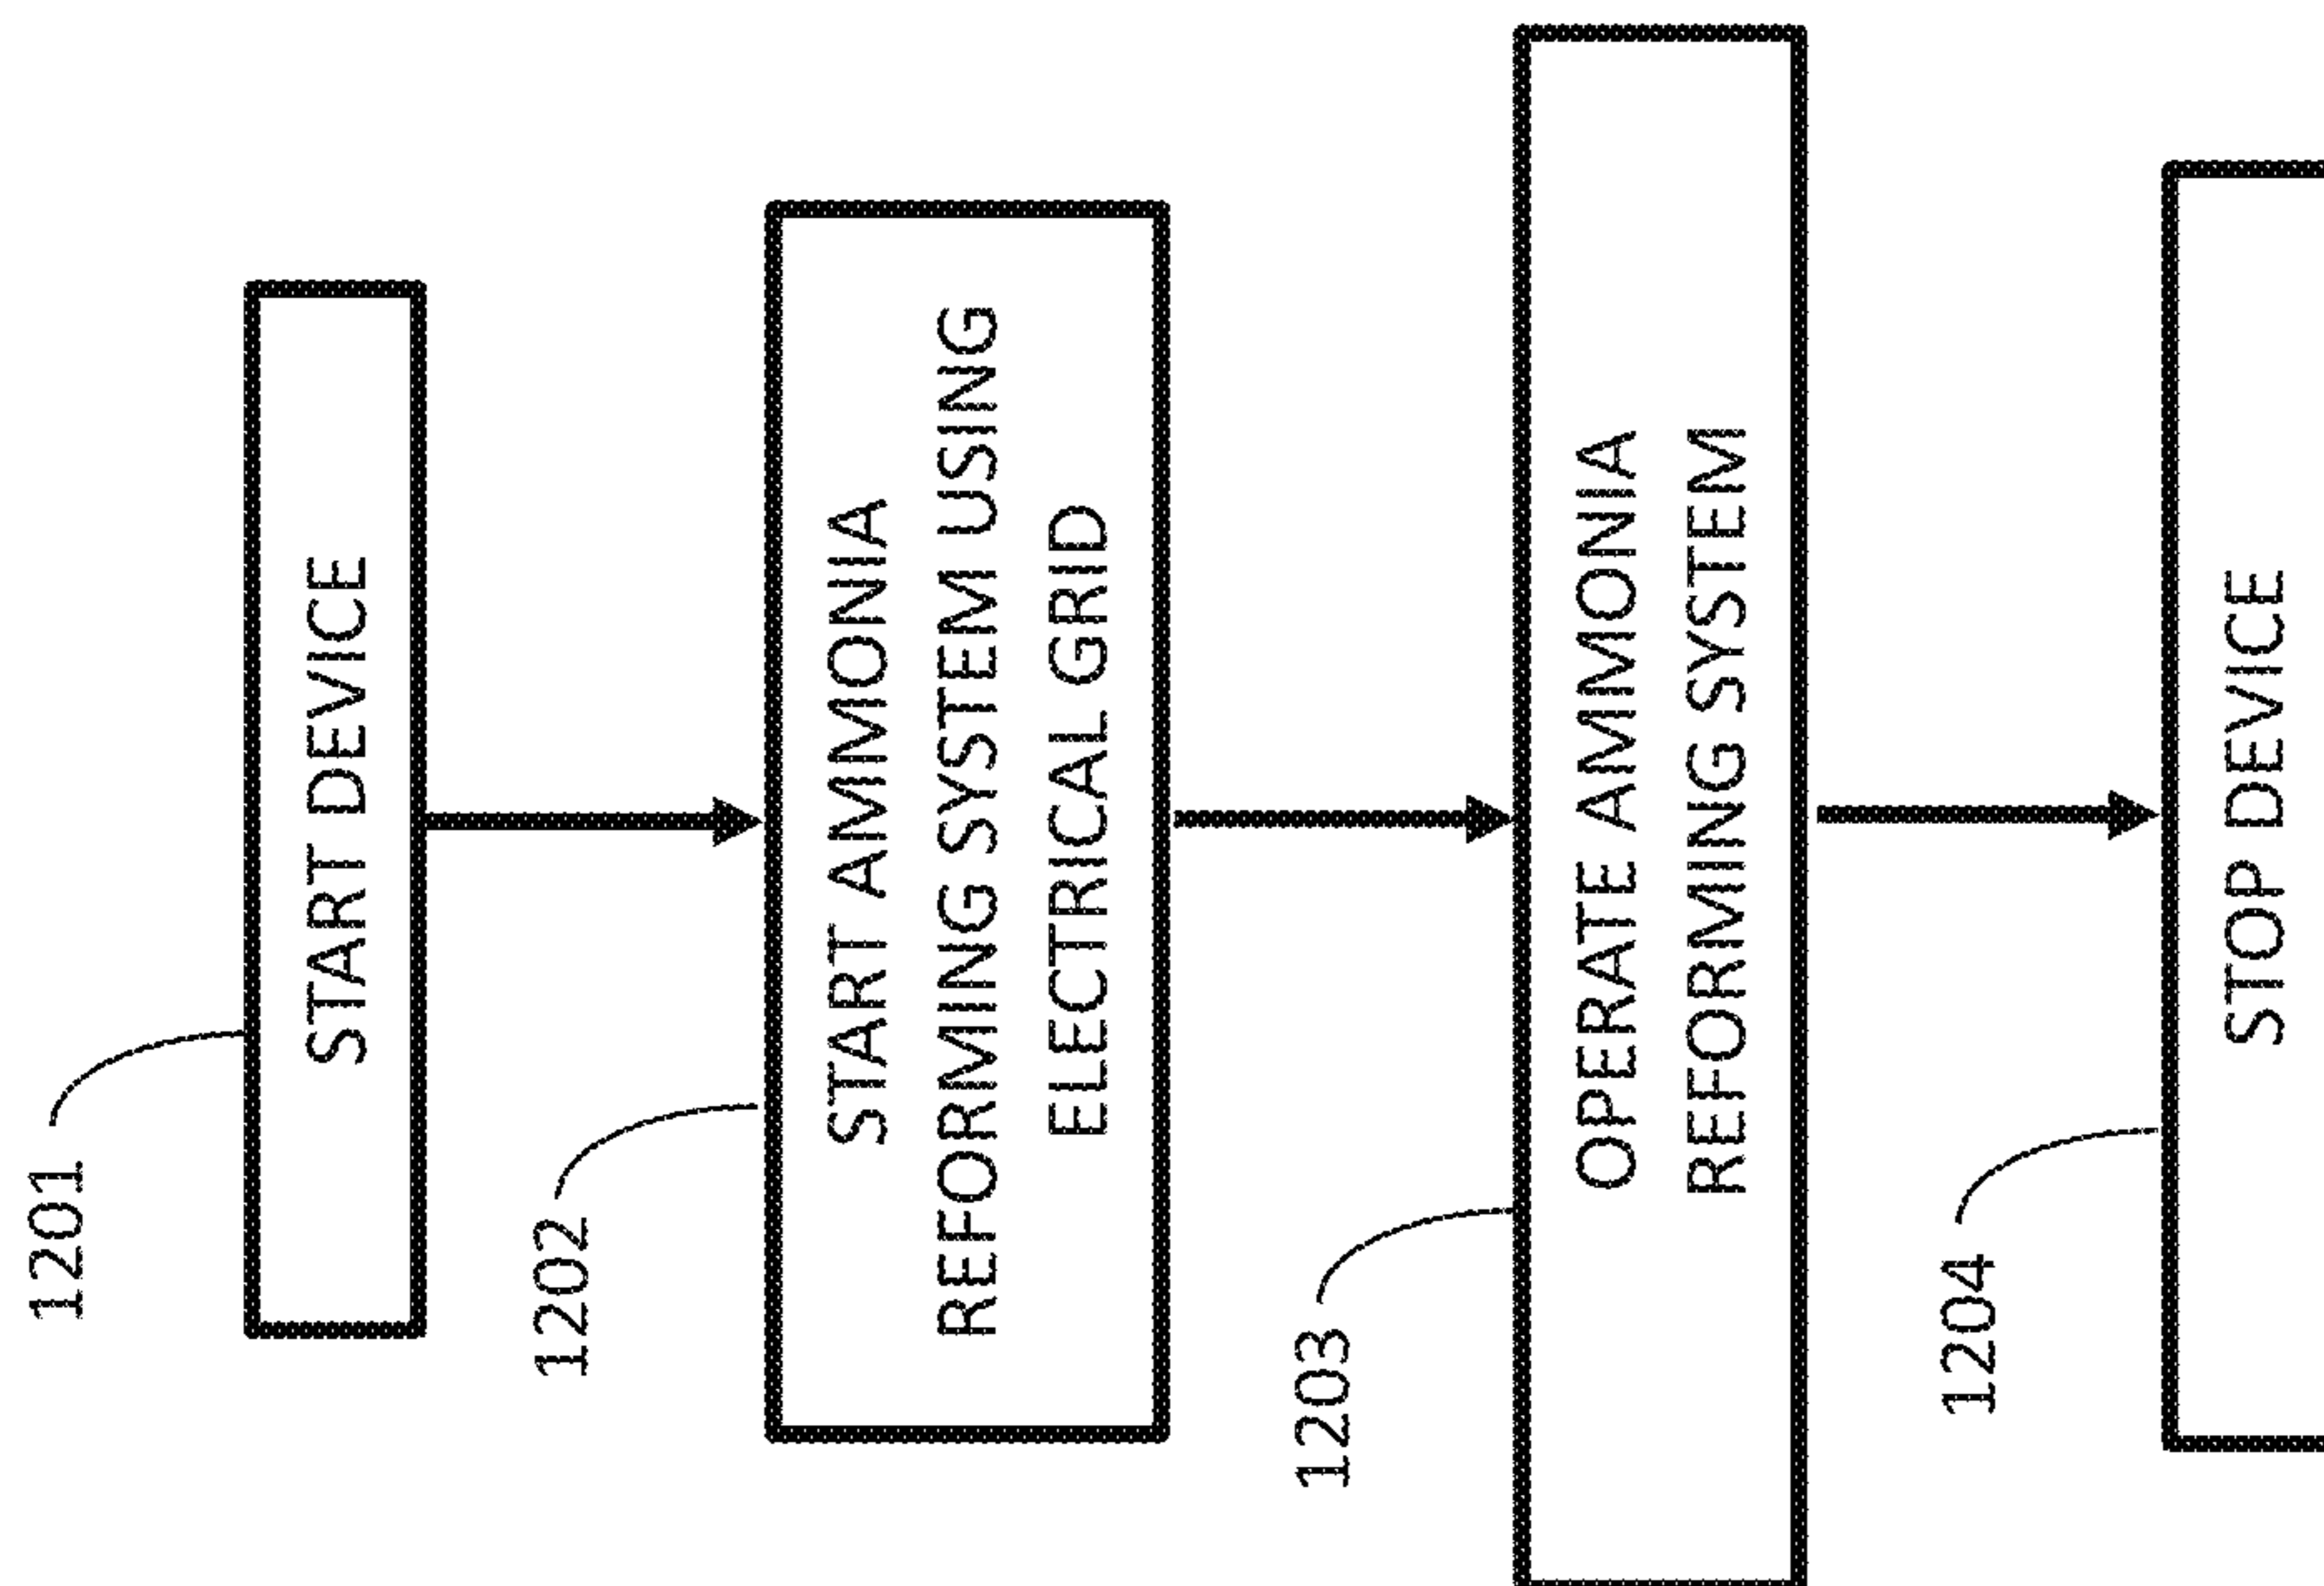 1201
START DEVICE
1202
START AMMONIA
REFORMING SYSTEM USING
ELECTRICAL GRID
1203
OPERATE AMMONIA
REFORMING SYSTEM
1204
STOP DEVICE